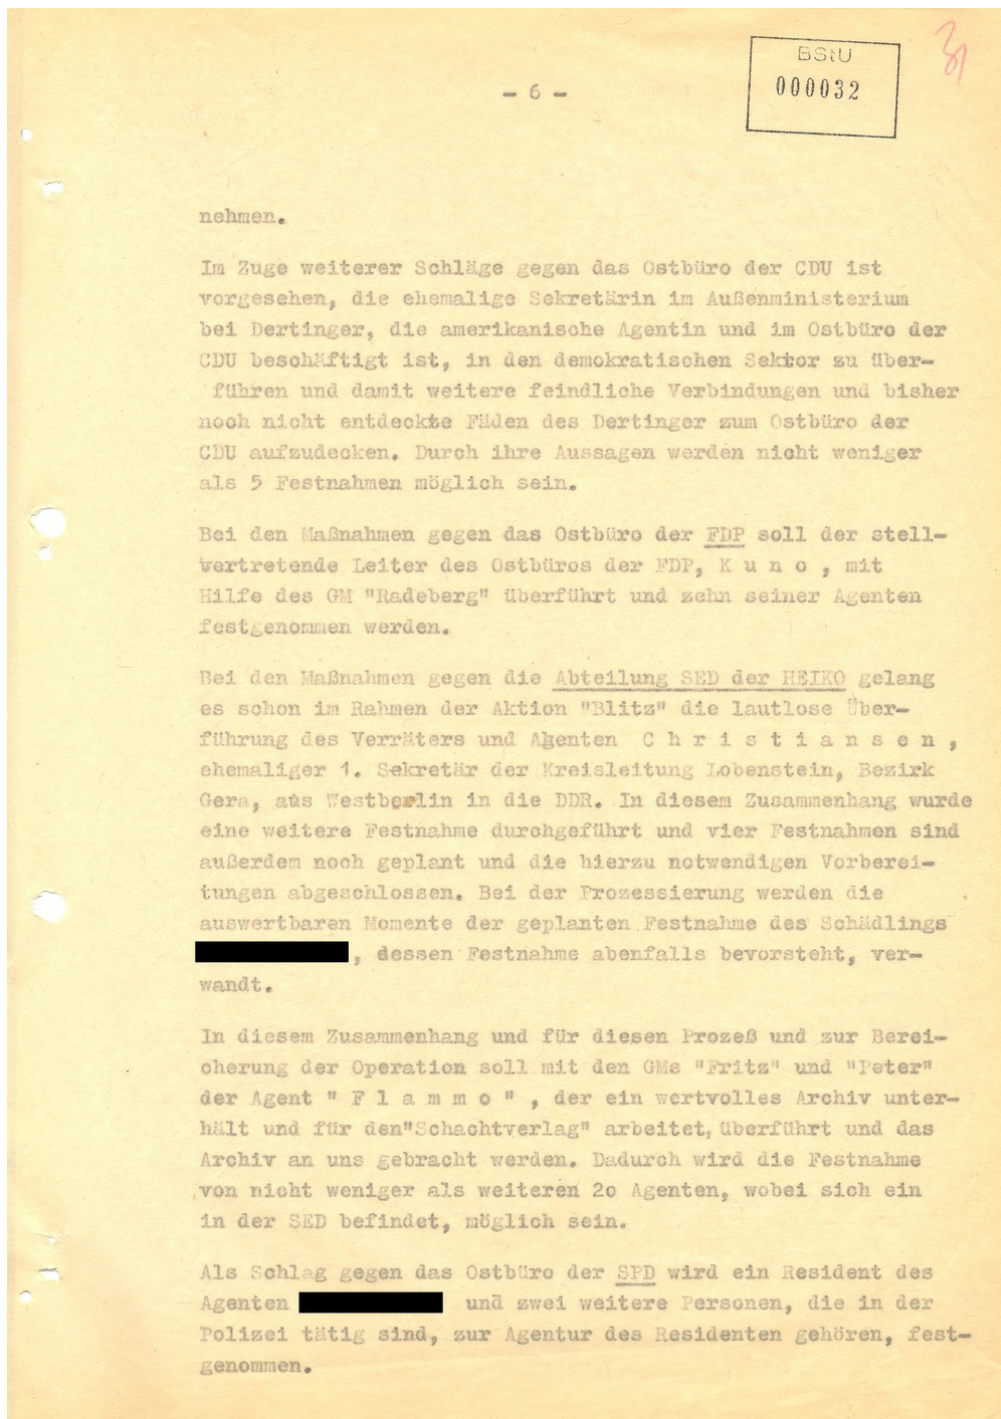 BStU
000032
31
- 6 -
nehmen.
Im Zuge weiterer Schläge gegen das Ostbüro der CDU ist
vorgesehen, die ehemalige Sekretärin im Außenministerium
bei Dertinger, die amerikanische Agentin und im Ostbüro der
CDU beschäftigt ist, in den demokratischen Sektor zu über-
führen und damit weitere feindliche Verbindungen und bisher
noch nicht entdeckte Fäden des Dertinger zum Ostbüro der
CDU aufzudecken. Durch ihre Aussagen werden nicht weniger
als 5 Festnahmen möglich sein.
Bei den Maßnahmen gegen das Ostbüro der FDP soll der stell-
vertretende Leiter des Ostbüros der FDP, K u n o , mit
Hilfe des GM "Radeberg" überführt und zehn seiner Agenten
festgenommen werden.
Bei den Maßnahmen gegen die Abteilung SED der HEIKO gelang
es schon im Rahmen der Aktion "Blitz" die lautlose Über-
führung des Verräters und Agenten C h r i s t i a n s e n ,
ehemaliger 1. Sekretär der Kreisleitung Lobenstein, Bezirk
Gera, aus Westberlin in die DDR. In diesem Zusammenhang wurde
eine weitere Festnahme durchgeführt und vier Festnahmen sind
außerdem noch geplant und die hierzu notwendigen Vorberei-
tungen abgeschlossen. Bei der Prozessierung werden die
auswertbaren Momente der geplanten Festnahme des Schädlings
, dessen Festnahme abenfalls bevorsteht, ver-
wandt.
In diesem Zusammenhang und für diesen Prozeß und zur Berei-
cherung der Operation soll mit den GMs "Fritz" und "Peter"
der Agent " F l a m m o " , der ein wertvolles Archiv unter-
hält und für den"Schachtverlag" arbeitet, überführt und das
Archiv an uns gebracht werden. Dadurch wird die Festnahme
von nicht weniger als weiteren 2o Agenten, wobei sich ein
in der SED befindet, möglich sein.
Als Schlag gegen das Ostbüro der SPD wird ein Resident des
Agenten und zwei weitere Personen, die in der
Polizei tätig sind, zur Agentur des Residenten gehören, fest-
genommen.